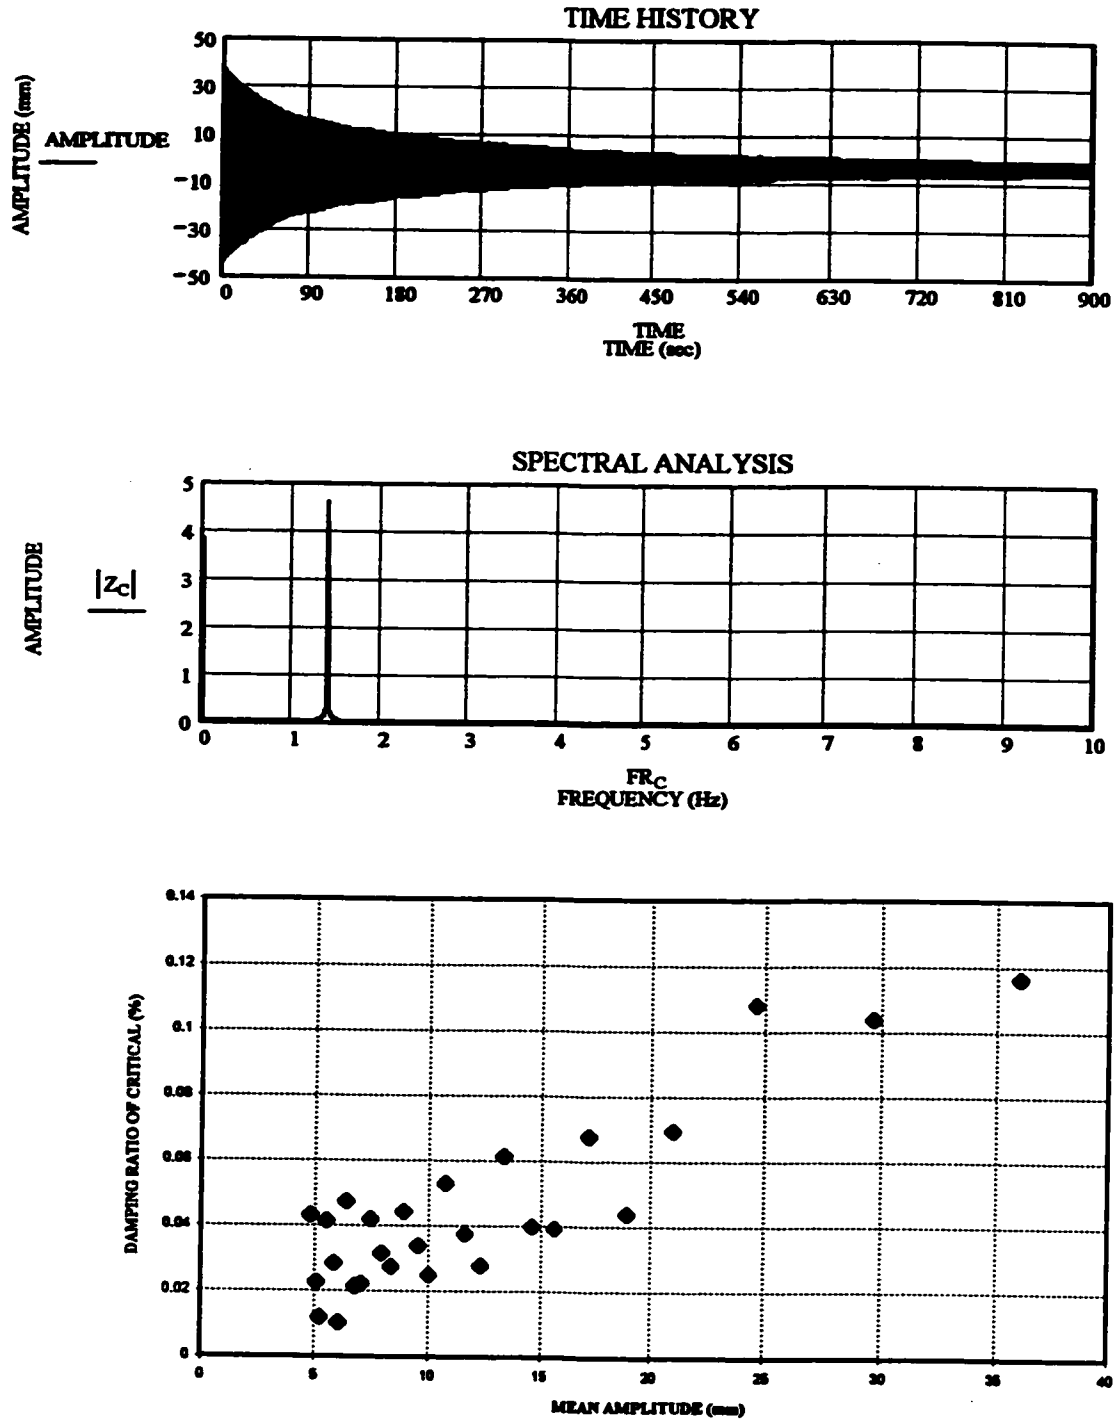 TIME HISTORY
AMPLITUDE (mm)
AMPLITUDE
50
30
10
−10
−30
−50
0 90 180 270 360 450 540 630 720 810 900
TIME
TIME (sec)
SPECTRAL ANALYSIS
AMPLITUDE
|ZC|
5
4
3
2
1
0
0 1 2 3 4 5 6 7 8 9 10
FRC
FREQUENCY (Hz)
DAMPING RATIO OF CRITICAL (%)
0.14
0.12
0.1
0.08
0.06
0.04
0.02
0
0 5 10 15 20 25 30 35 40
MEAN AMPLITUDE (mm)